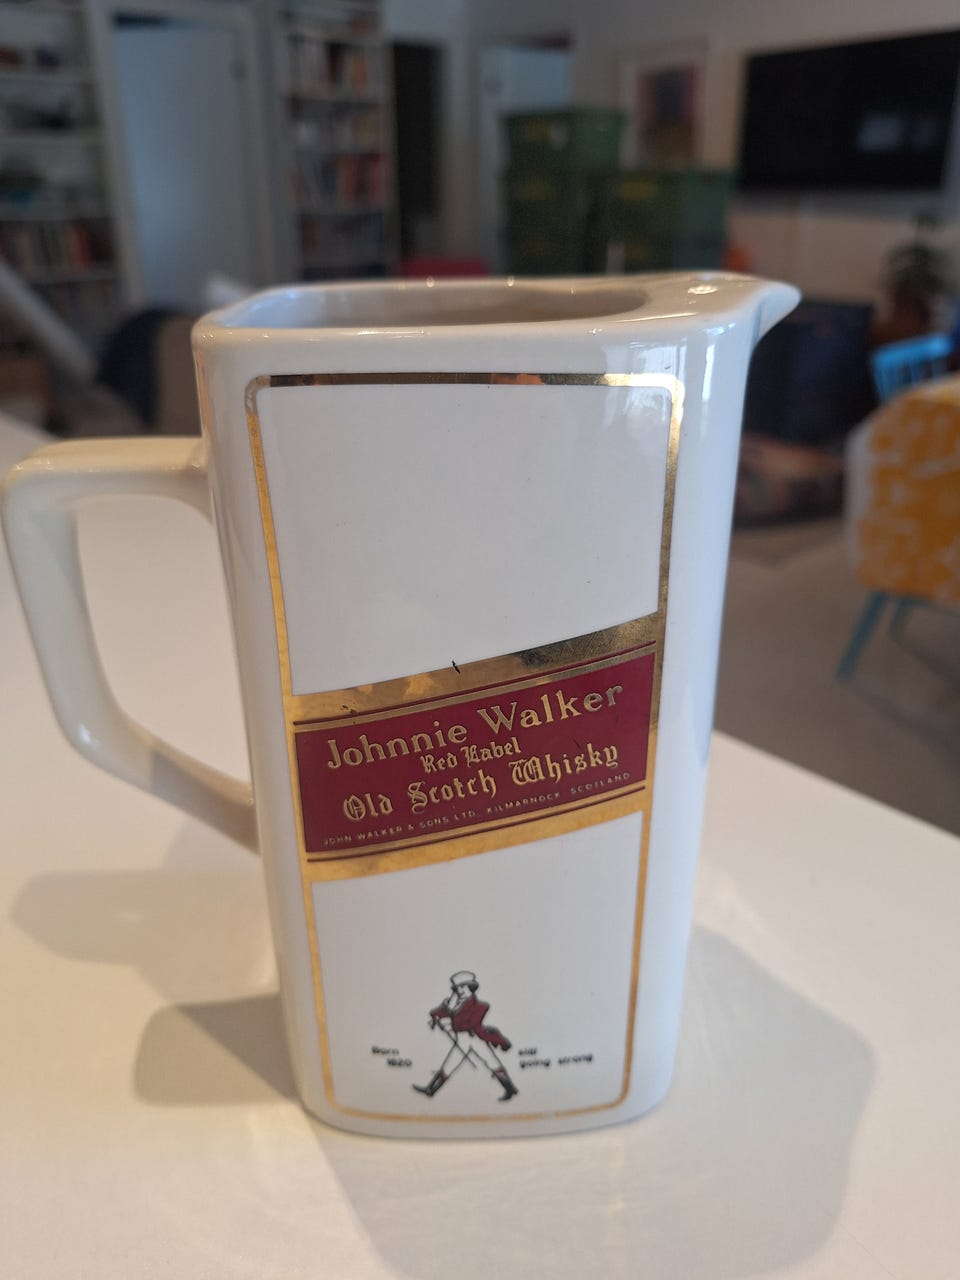 Johnnie Walker
Red Label
Old Scotch Whisky
JOHN WALKER & SONS LTD. KILMARNOCK SCOTLAND
Born
1820
still
going strong